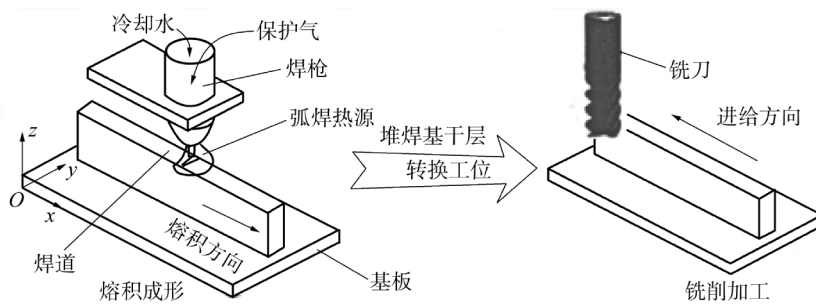 冷却水
保护气
焊枪
弧焊热源
z
y
O
x
熔积方向
焊道
基板
熔积成形
堆焊基干层
转换工位
铣刀
进给方向
铣削加工